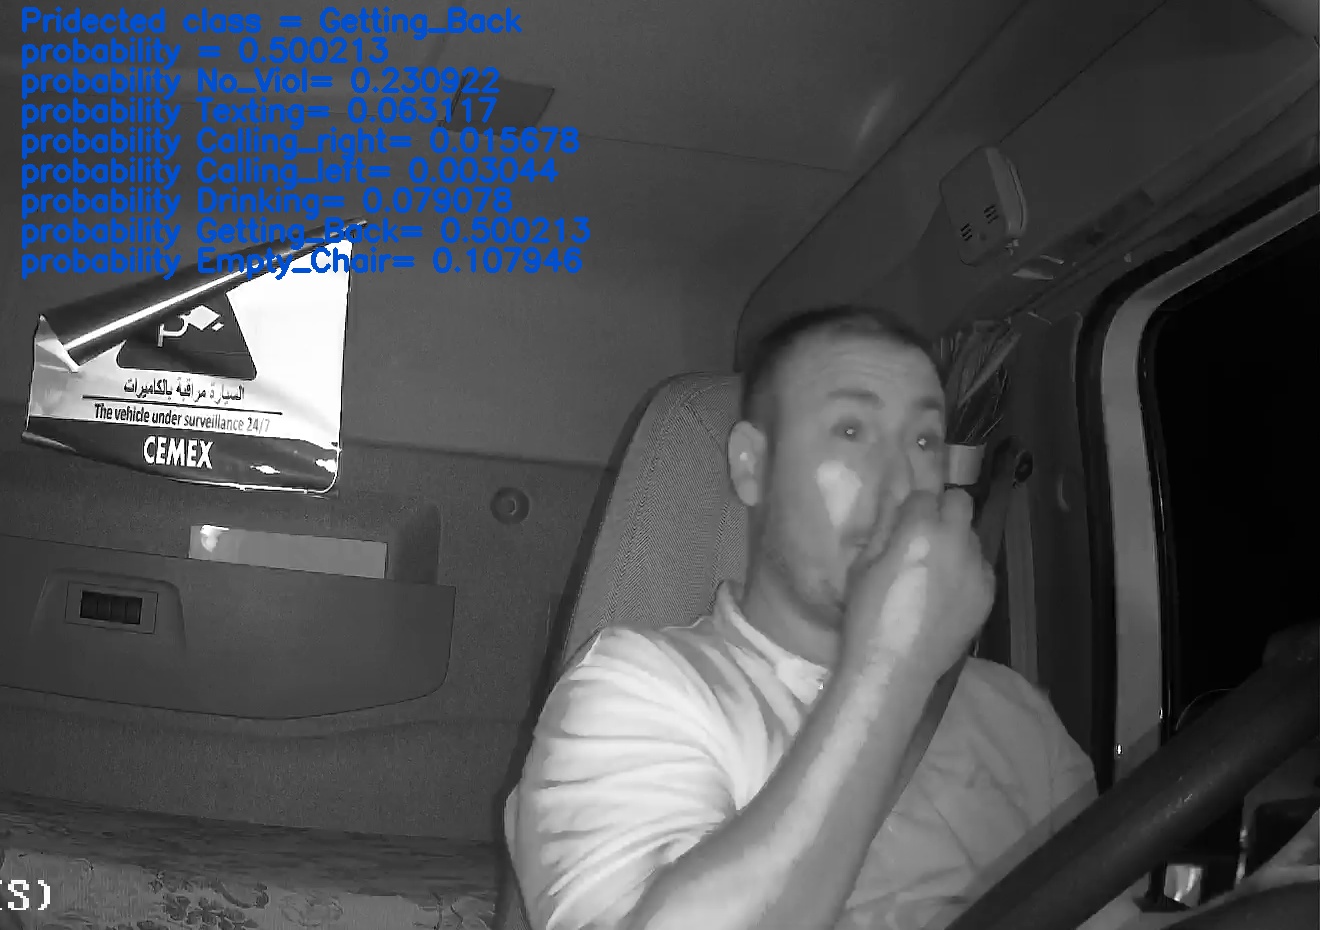 Pridected class = Getting_Back
probability = 0.500213
probability No_Viol= 0.230922
probability Texting= 0.063117
probability Calling_right= 0.015678
probability Calling_left= 0.003044
probability Drinking= 0.079078
probability Getting_Back= 0.500213
probability Empty_Chair= 0.107946
السيارة مراقبة بالكاميرات
The vehicle under surveillance 24/7
CEMEX
S)